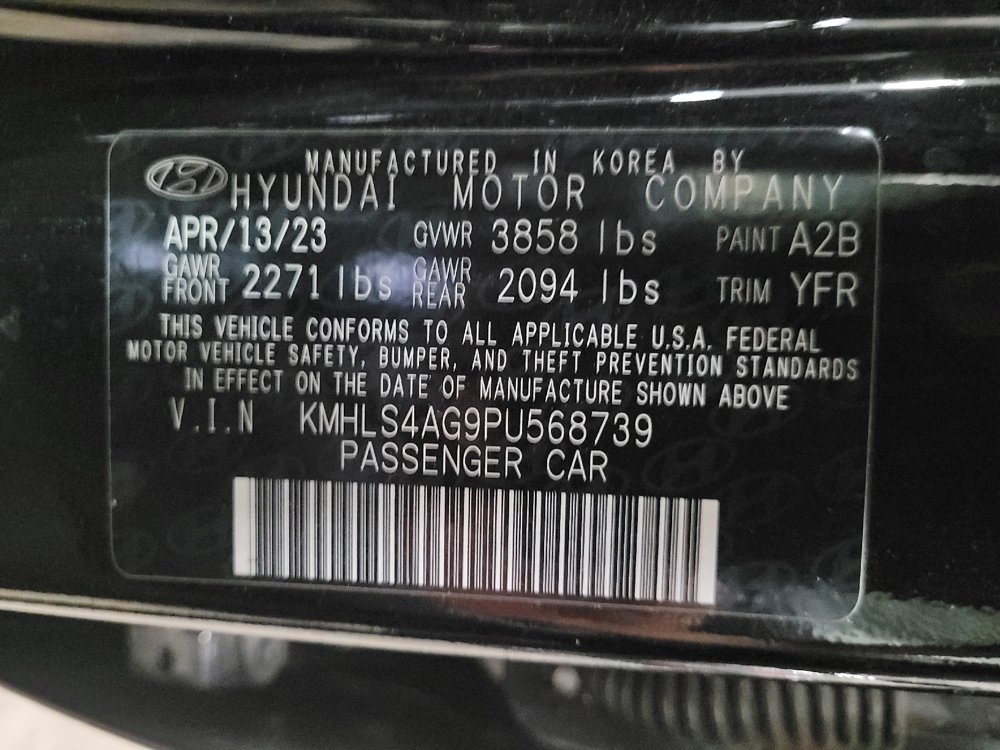 MANUFACTURED IN KOREA BY
HYUNDAI MOTOR COMPANY
APR/13/23 GVWR 3858 lbs PAINT A2B
GAWR FRONT 2271 lbs GAWR REAR 2094 lbs TRIM YFR
THIS VEHICLE CONFORMS TO ALL APPLICABLE U.S.A. FEDERAL
MOTOR VEHICLE SAFETY, BUMPER, AND THEFT PREVENTION STANDARDS
IN EFFECT ON THE DATE OF MANUFACTURE SHOWN ABOVE
V.I.N KMHLS4AG9PU568739
PASSENGER CAR